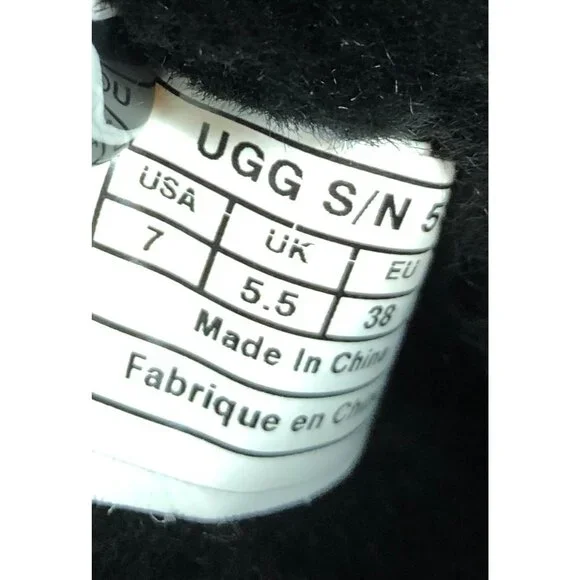 UGG S/N 5
USA UK EU
7 5.5 38
Made In China
Fabrique en